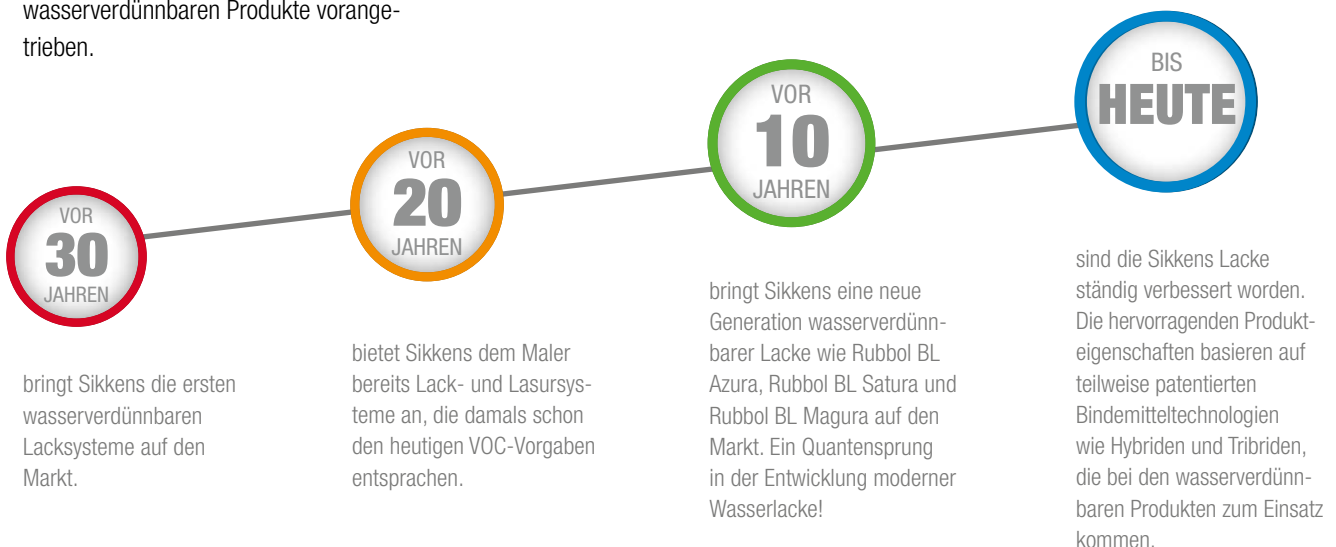 wasserverdünnbaren Produkte vorange-
trieben.
VOR
30
JAHREN
bringt Sikkens die ersten
wasserverdünnbaren
Lacksysteme auf den
Markt.
VOR
20
JAHREN
bietet Sikkens dem Maler
bereits Lack- und Lasursys-
teme an, die damals schon
den heutigen VOC-Vorgaben
entsprachen.
VOR
10
JAHREN
bringt Sikkens eine neue
Generation wasserverdünn-
barer Lacke wie Rubbol BL
Azura, Rubbol BL Satura und
Rubbol BL Magura auf den
Markt. Ein Quantensprung
in der Entwicklung moderner
Wasserlacke!
BIS
HEUTE
sind die Sikkens Lacke
ständig verbessert worden.
Die hervorragenden Produkt-
eigenschaften basieren auf
teilweise patentierten
Bindemitteltechnologien
wie Hybriden und Tribriden,
die bei den wasserverdünn-
baren Produkten zum Einsatz
kommen.